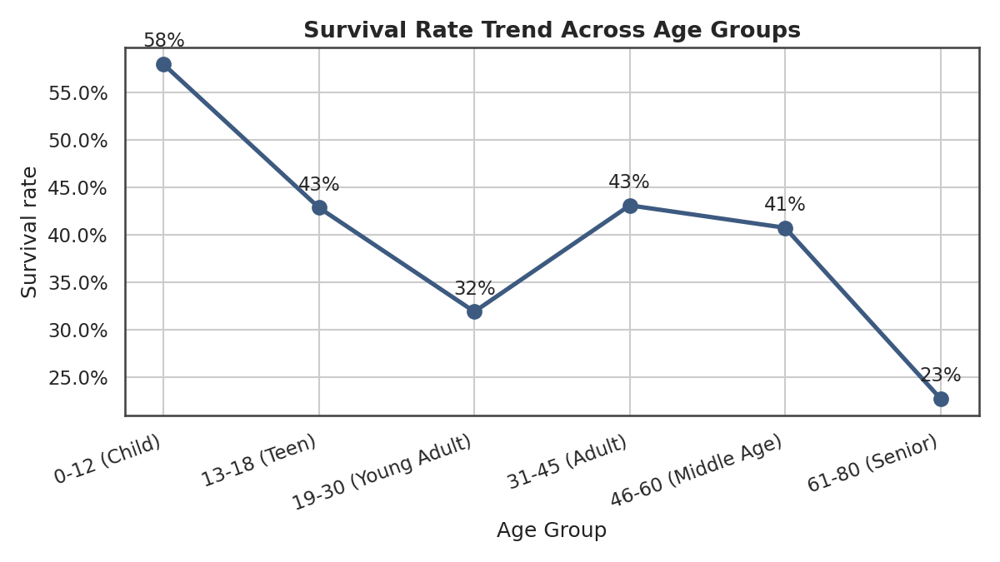 Survival Rate Trend Across Age Groups
58%
43%
32%
43%
41%
23%
55.0%
50.0%
45.0%
40.0%
35.0%
30.0%
25.0%
Survival rate
0-12 (Child)
13-18 (Teen)
19-30 (Young Adult)
31-45 (Adult)
46-60 (Middle Age)
61-80 (Senior)
Age Group